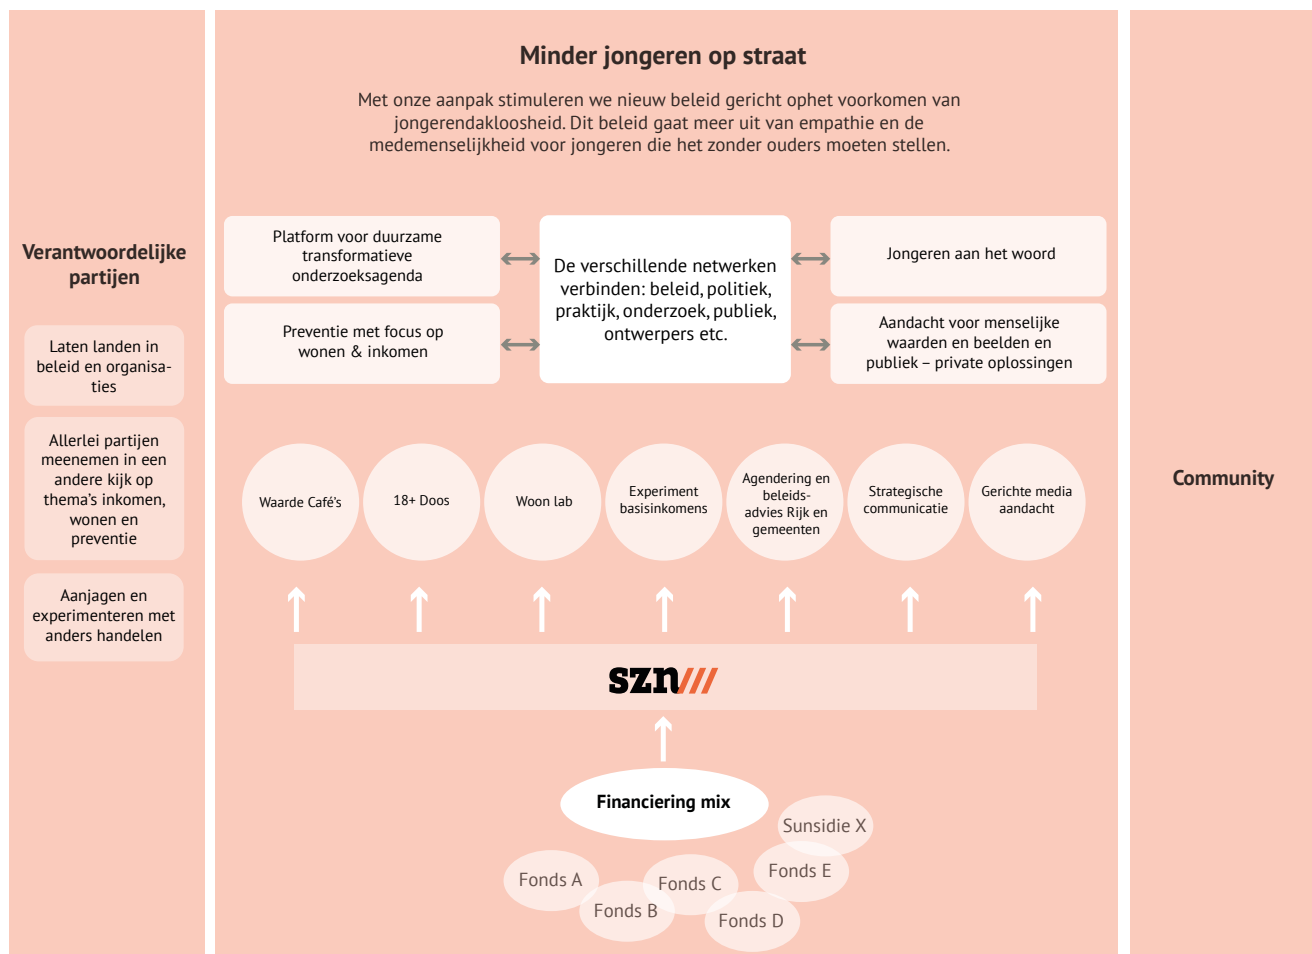 Minder jongeren op straat
Met onze aanpak stimuleren we nieuw beleid gericht ophet voorkomen van
jongerendakloosheid. Dit beleid gaat meer uit van empathie en de
medemenselijkheid voor jongeren die het zonder ouders moeten stellen.
Verantwoordelijke
partijen
Laten landen in
beleid en organisa-
ties
Allerlei partijen
meenemen in een
andere kijk op
thema's inkomen,
wonen en
preventie
Aanjagen en
experimenteren met
anders handelen
Platform voor duurzame
transformatieve
onderzoeksagenda
Preventie met focus op
wonen & inkomen
De verschillende netwerken
verbinden: beleid, politiek,
praktijk, onderzoek, publiek,
ontwerpers etc.
Jongeren aan het woord
Aandacht voor menselijke
waarden en beelden en
publiek – private oplossingen
Waarde Café's
18+ Doos
Woon lab
Experiment
basisinkomens
Agendering en
beleids-
advies Rijk en
gemeenten
Strategische
communicatie
Gerichte media
aandacht
szn///
Financiering mix
Sunsidie X
Fonds E
Fonds A
Fonds C
Fonds B
Fonds D
Community